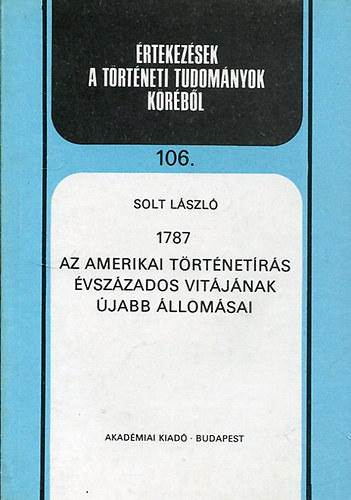 ÉRTEKEZÉSEK
A TÖRTÉNETI TUDOMÁNYOK
KÖRÉBŐL
106.
SOLT LÁSZLÓ
1787
AZ AMERIKAI TÖRTÉNETÍRÁS
ÉVSZÁZADOS VITÁJÁNAK
ÚJABB ÁLLOMÁSAI
AKADÉMIAI KIADÓ · BUDAPEST